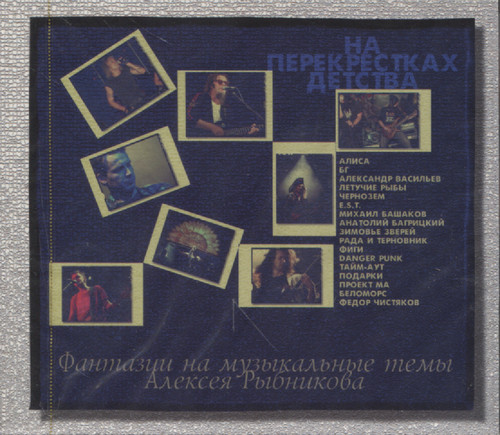 НА
ПЕРЕКРЕСТКАХ
ДЕТСТВА
АЛИСА
БГ
АЛЕКСАНДР ВАСИЛЬЕВ
ЛЕТУЧИЕ РЫБЫ
ЧЕРНОЗЕМ
E.S.T.
МИХАИЛ БАШАКОВ
АНАТОЛИЙ БАГРИЦКИЙ
ЗИМОВЬЕ ЗВЕРЕЙ
РАДА И ТЕРНОВНИК
ФИГИ
DANGER PUNK
ТАЙМ-АУТ
ПОДАРКИ
ПРОЕКТ МА
БЕЛОМОРС
ФЕДОР ЧИСТЯКОВ
Фантазии на музыкальные темы
Алексея Рыбникова